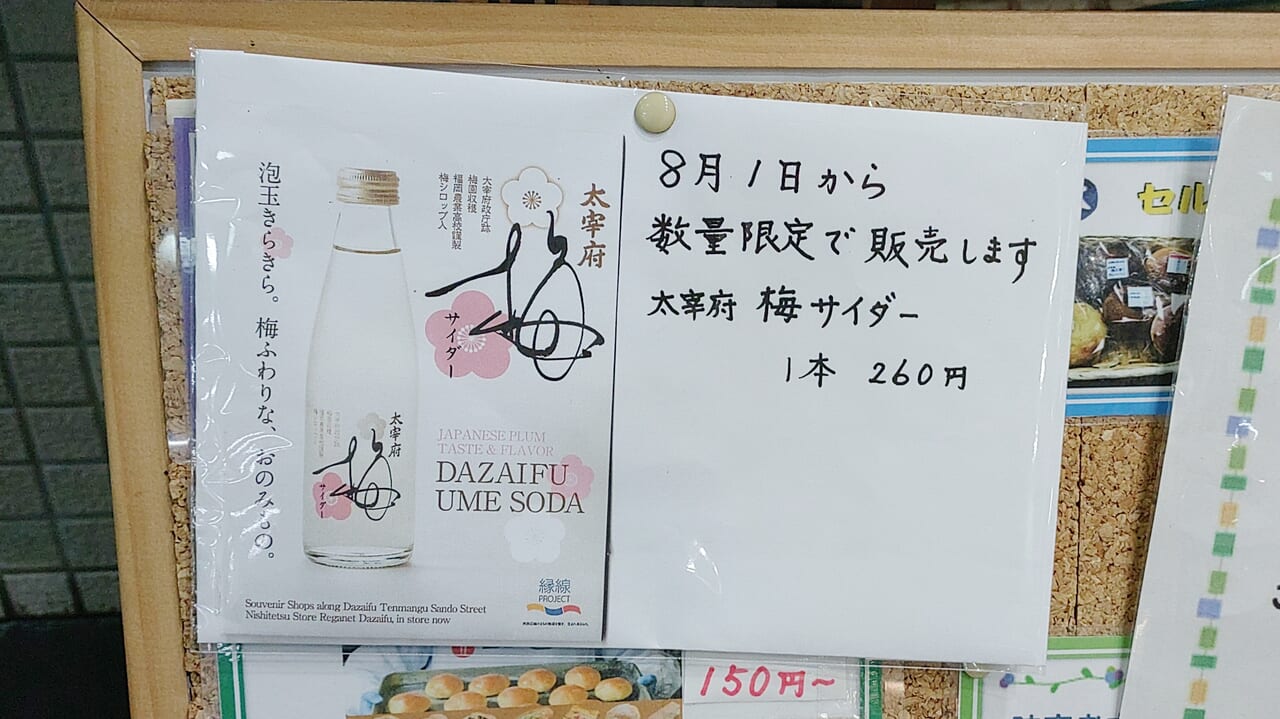 泡玉きらきら。梅ふわりな、おのみもの。
太宰府
梅
サイダー
大宰府政庁跡
梅園収穫
福岡農業高校謹製
梅シロップ入
太宰府
梅
サイダー
JAPANESE PLUM
TASTE & FLAVOR
DAZAIFU
UME SODA
縁線
PROJECT
Souvenir Shops along Dazaifu Tenmangu Sando Street
Nishitetsu Store Reganet Dazaifu, in store now
8月1日から
数量限定で販売します
太宰府 梅サイダー
1本 260円
セル
150円~